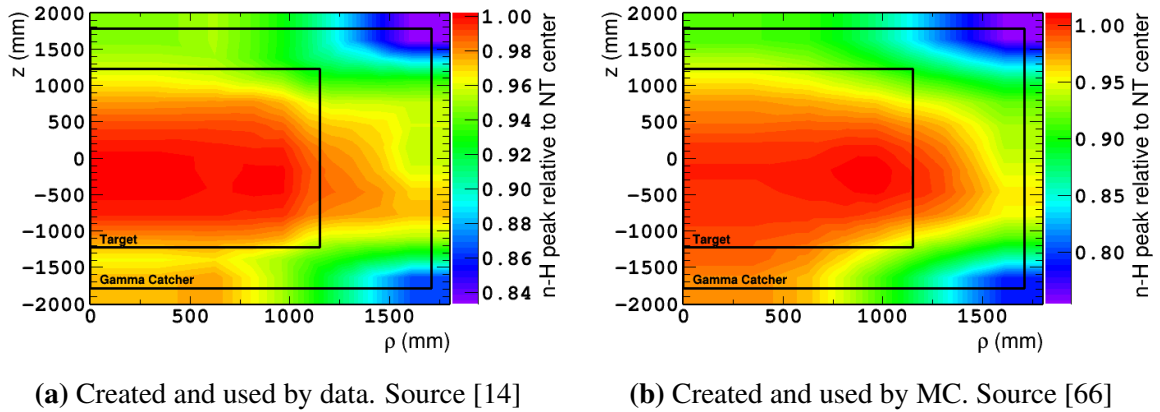 2000
1500
1000
500
0
−500
−1000
−1500
−2000
z (mm)
Target
Gamma Catcher
0 500 1000 1500
ρ (mm)
1.00
0.98
0.96
0.94
0.92
0.90
0.88
0.86
0.84
n-H peak relative to NT center
(a) Created and used by data. Source [14]
2000
1500
1000
500
0
−500
−1000
−1500
−2000
z (mm)
Target
Gamma Catcher
0 500 1000 1500
ρ (mm)
1.00
0.95
0.90
0.85
0.80
n-H peak relative to NT center
(b) Created and used by MC. Source [66]